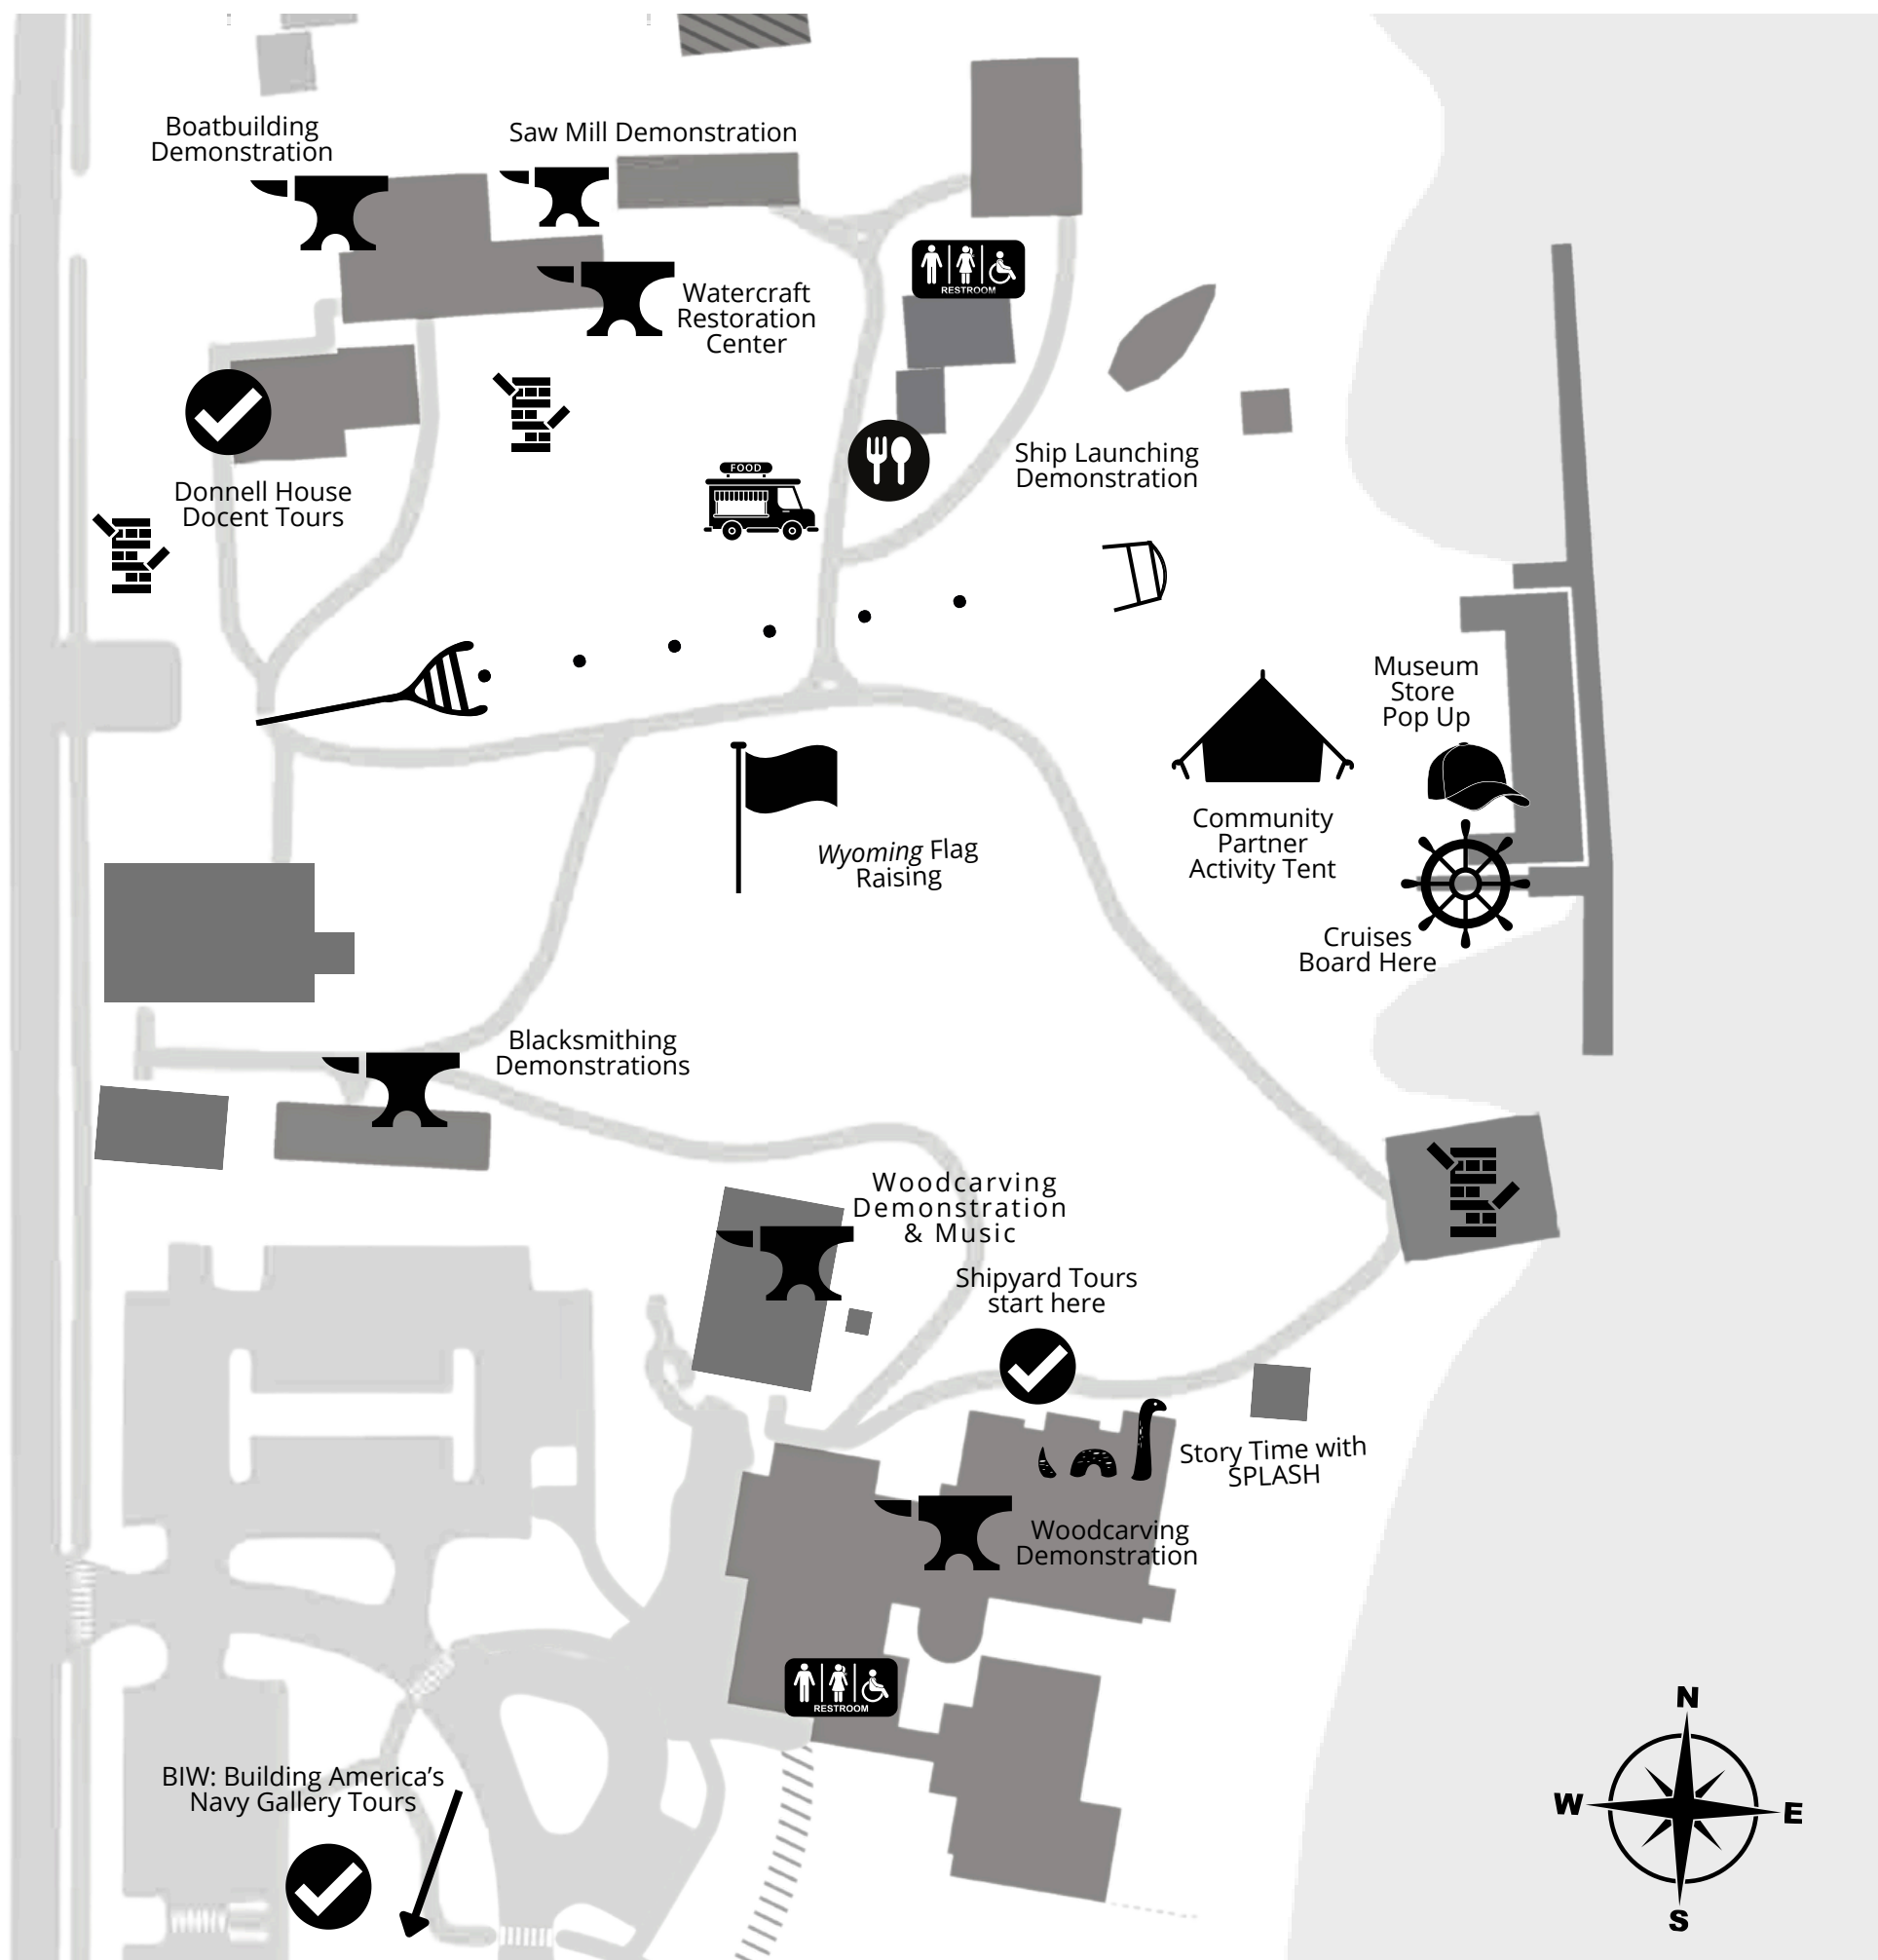 Boatbuilding
Demonstration
Saw Mill Demonstration
RESTROOM
Watercraft
Restoration
Center
Ship Launching
Demonstration
FOOD
Donnell House
Docent Tours
Museum
Store
Pop Up
Community
Partner
Activity Tent
Wyoming Flag
Raising
Cruises
Board Here
Blacksmithing
Demonstrations
Woodcarving
Demonstration
& Music
Shipyard Tours
start here
Story Time with
SPLASH
Woodcarving
Demonstration
RESTROOM
BIW: Building America’s
Navy Gallery Tours
N
W
E
S